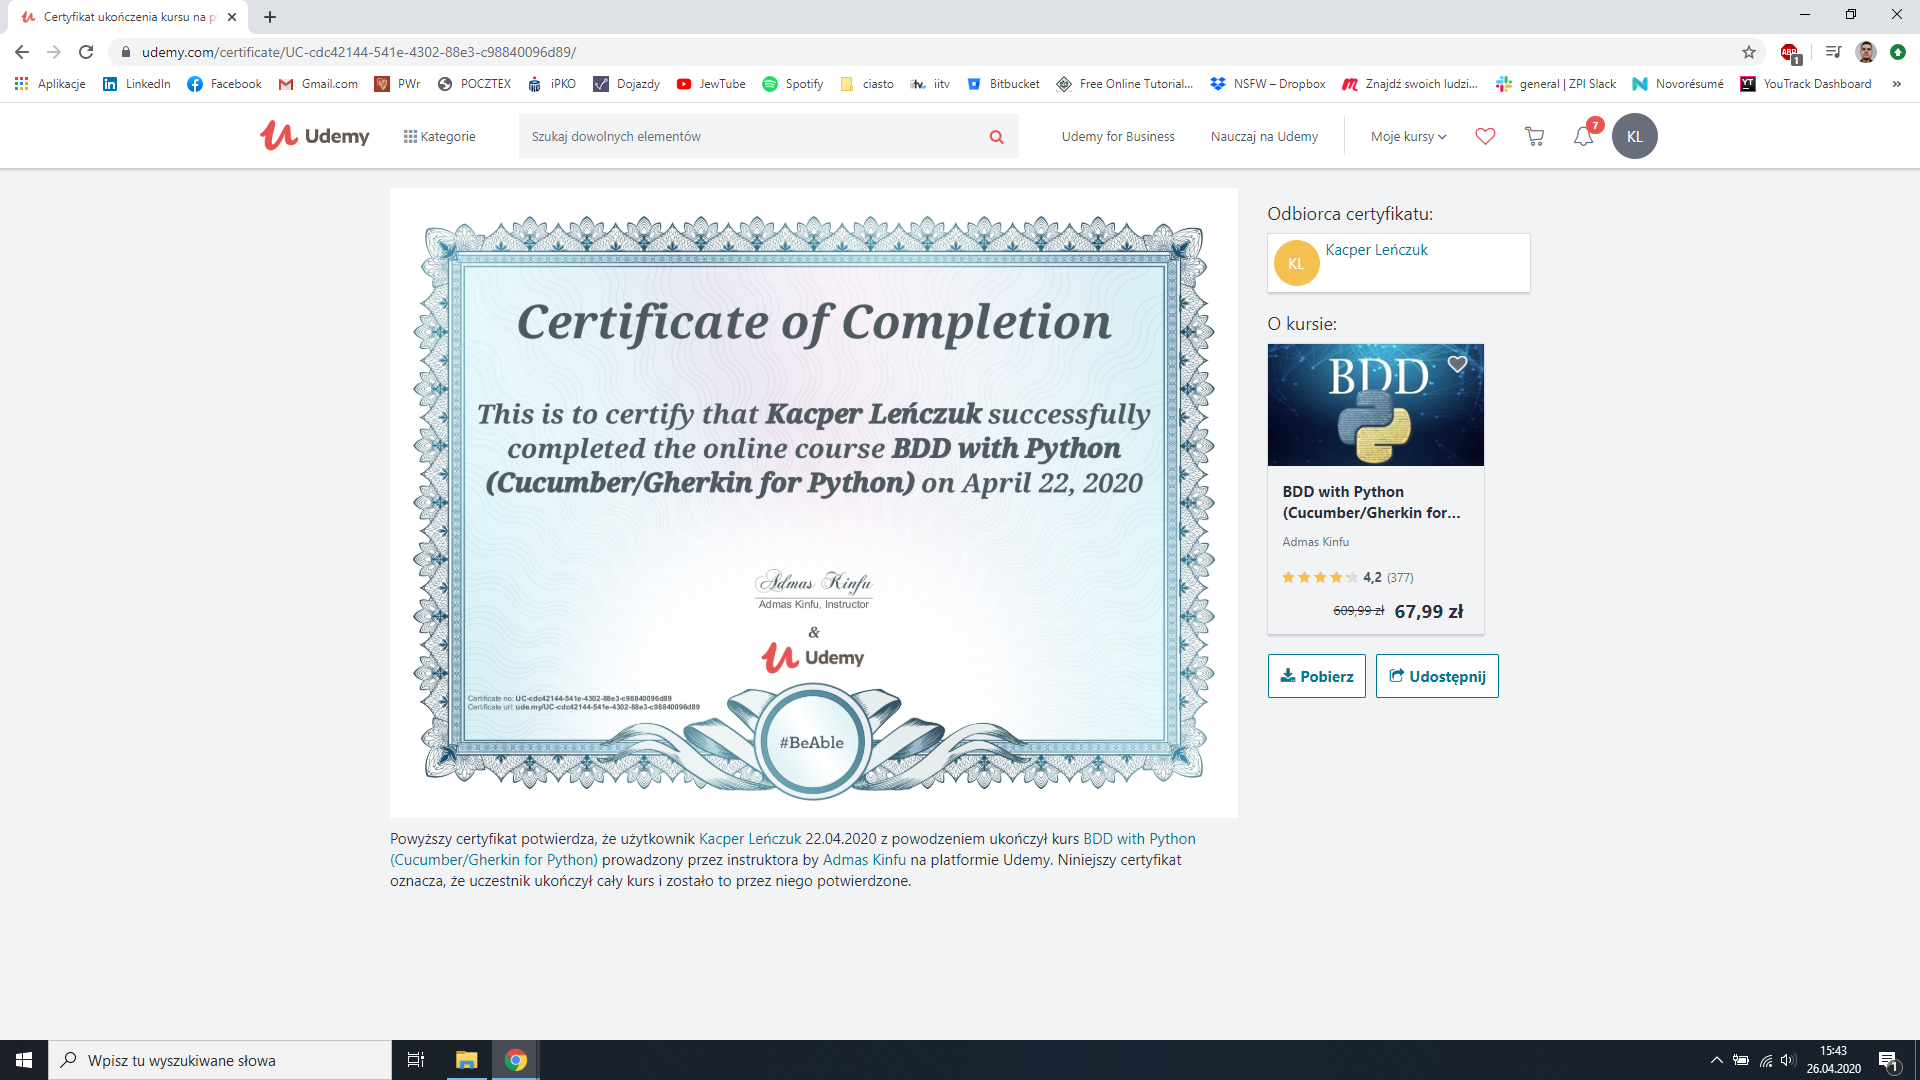 Certyfikat ukończenia kursu na pl
udemy.com/certificate/UC-cdc42144-541e-4302-88e3-c98840096d89/
ABP
1
Aplikacje LinkedIn Facebook Gmail.com PWr POCZTEX iPKO Dojazdy JewTube Spotify ciasto iitv Bitbucket Free Online Tutorial... NSFW – Dropbox Znajdź swoich ludzi... general | ZPI Slack Novorésumé YT YouTrack Dashboard »
Udemy Kategorie Szukaj dowolnych elementów Udemy for Business Nauczaj na Udemy Moje kursy 7 KL
Certificate of Completion
This is to certify that Kacper Leńczuk successfully
completed the online course BDD with Python
(Cucumber/Gherkin for Python) on April 22, 2020
Admas Kinfu
Admas Kinfu, Instructor
&
Udemy
Certificate no: UC-cdc42144-541e-4302-88e3-c98840096d89
Certificate url: ude.my/UC-cdc42144-541e-4302-88e3-c98840096d89
#BeAble
Powyższy certyfikat potwierdza, że użytkownik Kacper Leńczuk 22.04.2020 z powodzeniem ukończył kurs BDD with Python
(Cucumber/Gherkin for Python) prowadzony przez instruktora by Admas Kinfu na platformie Udemy. Niniejszy certyfikat
oznacza, że uczestnik ukończył cały kurs i zostało to przez niego potwierdzone.
Odbiorca certyfikatu:
KL Kacper Leńczuk
O kursie:
BDD
BDD with Python
(Cucumber/Gherkin for...
Admas Kinfu
4,2 (377)
609,99 zł 67,99 zł
Pobierz Udostępnij
Wpisz tu wyszukiwane słowa
15:43
26.04.2020
1